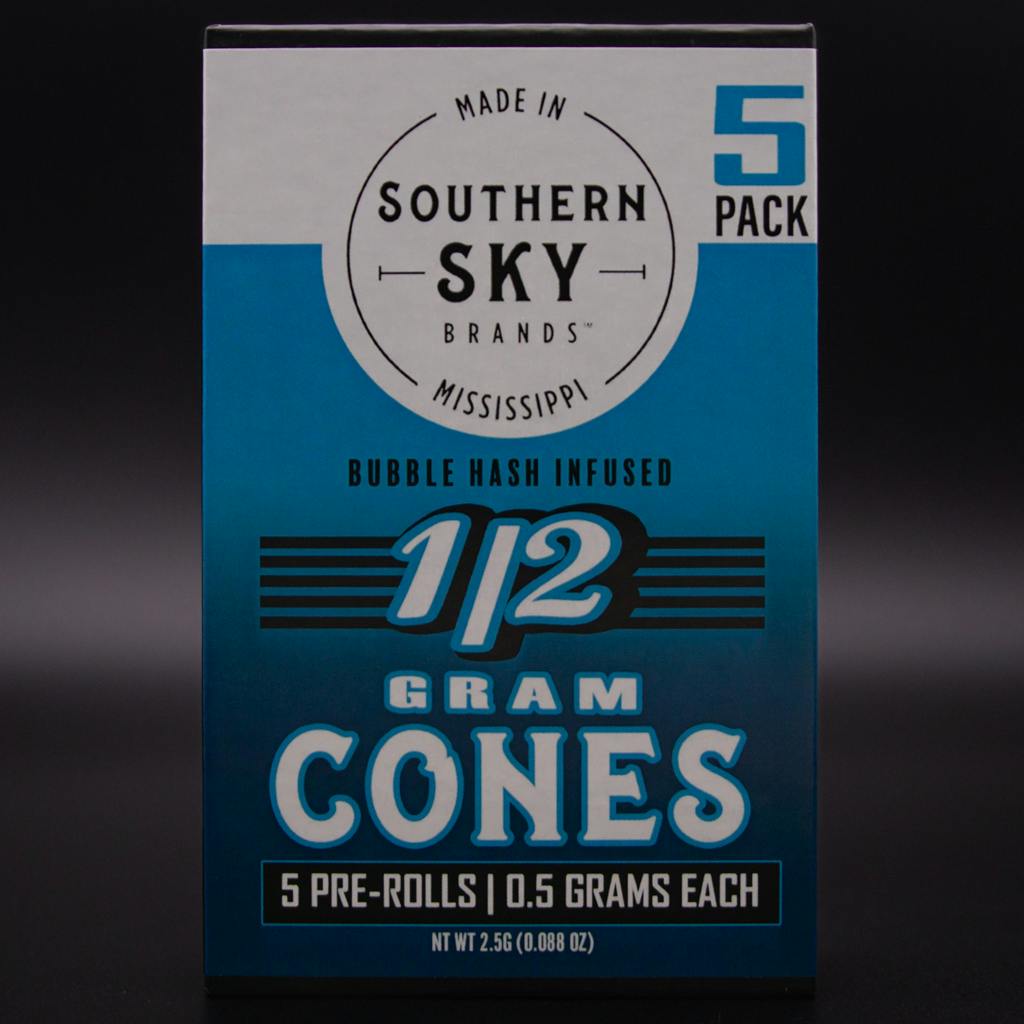 MADE IN
SOUTHERN
SKY
BRANDS™
MISSISSIPPI
5
PACK
BUBBLE HASH INFUSED
1/2
GRAM
CONES
5 PRE-ROLLS | 0.5 GRAMS EACH
NT WT 2.5G (0.088 OZ)